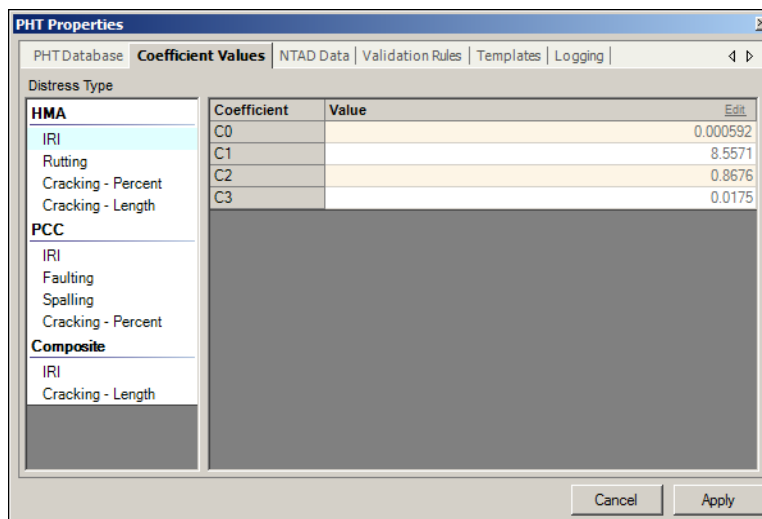 PHT Properties
PHT Database Coefficient Values NTAD Data Validation Rules Templates Logging
Distress Type
HMA
IRI
Rutting
Cracking - Percent
Cracking - Length
PCC
IRI
Faulting
Spalling
Cracking - Percent
Composite
IRI
Cracking - Length
Coefficient Value Edit
C0 0.000592
C1 8.5571
C2 0.8676
C3 0.0175
Cancel Apply